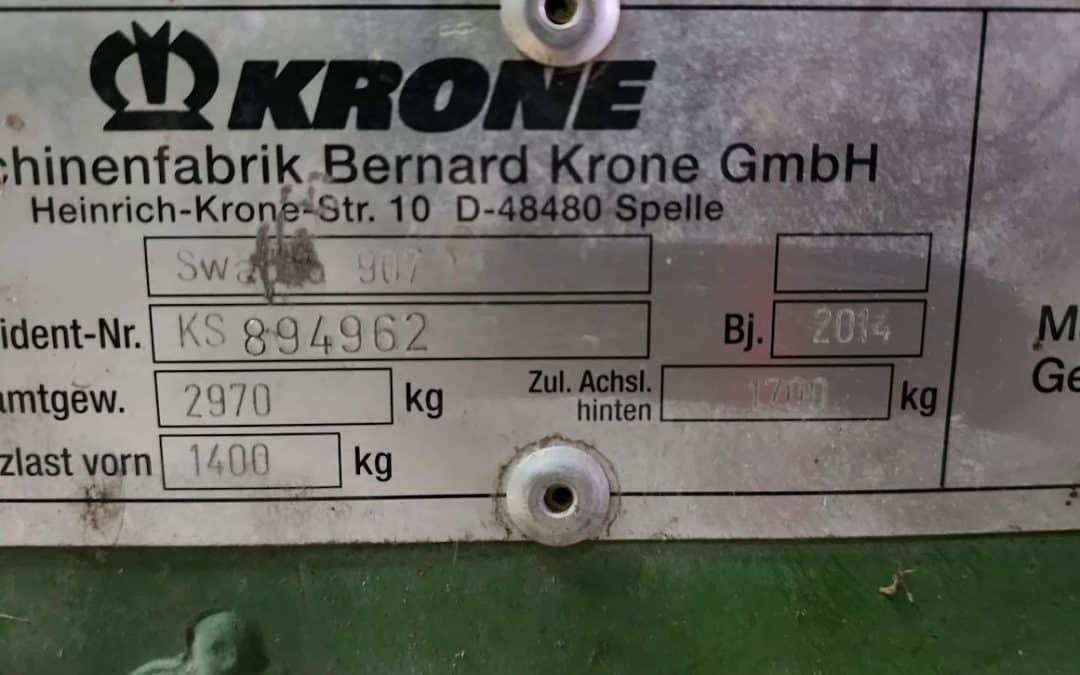 KRONE
chinenfabrik Bernard Krone GmbH
Heinrich-Krone-Str. 10 D-48480 Spelle
907
ident-Nr. KS 894962 Bj. 2014
amtgew. 2970 kg Zul. Achsl. hinten kg
zlast vorn 1400 kg
M
Ge